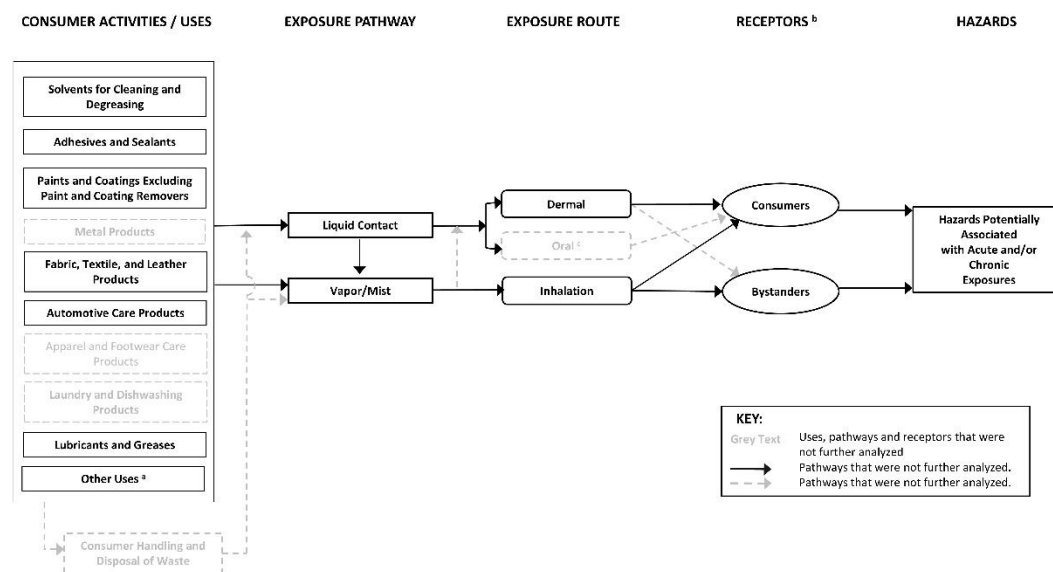 CONSUMER ACTIVITIES / USES
EXPOSURE PATHWAY
EXPOSURE ROUTE
RECEPTORS b
HAZARDS
Solvents for Cleaning and
Degreasing
Adhesives and Sealants
Paints and Coatings Excluding
Paint and Coating Removers
Metal Products
Fabric, Textile, and Leather
Products
Automotive Care Products
Apparel and Footwear Care
Products
Laundry and Dishwashing
Products
Lubricants and Greases
Other Uses a
Consumer Handling and
Disposal of Waste
Liquid Contact
Vapor/Mist
Dermal
Oral c
Inhalation
Consumers
Bystanders
Hazards Potentially
Associated
with Acute and/or
Chronic
Exposures
KEY:
Grey Text
Uses, pathways and receptors that were
not further analyzed
Pathways that were not further analyzed.
Pathways that were not further analyzed.